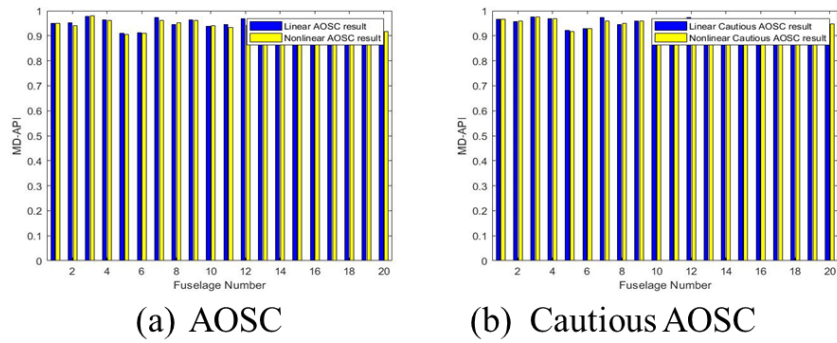 1
0.9
0.8
0.7
0.6
0.5
0.4
0.3
0.2
0.1
0
MD-API
Linear AOSC result
Nonlinear AOSC result
2 4 6 8 10 12 14 16 18 20
Fuselage Number
(a) AOSC
1
0.9
0.8
0.7
0.6
0.5
0.4
0.3
0.2
0.1
0
MD-API
Linear Cautious AOSC result
Nonlinear Cautious AOSC result
2 4 6 8 10 12 14 16 18 20
Fuselage Number
(b) Cautious AOSC